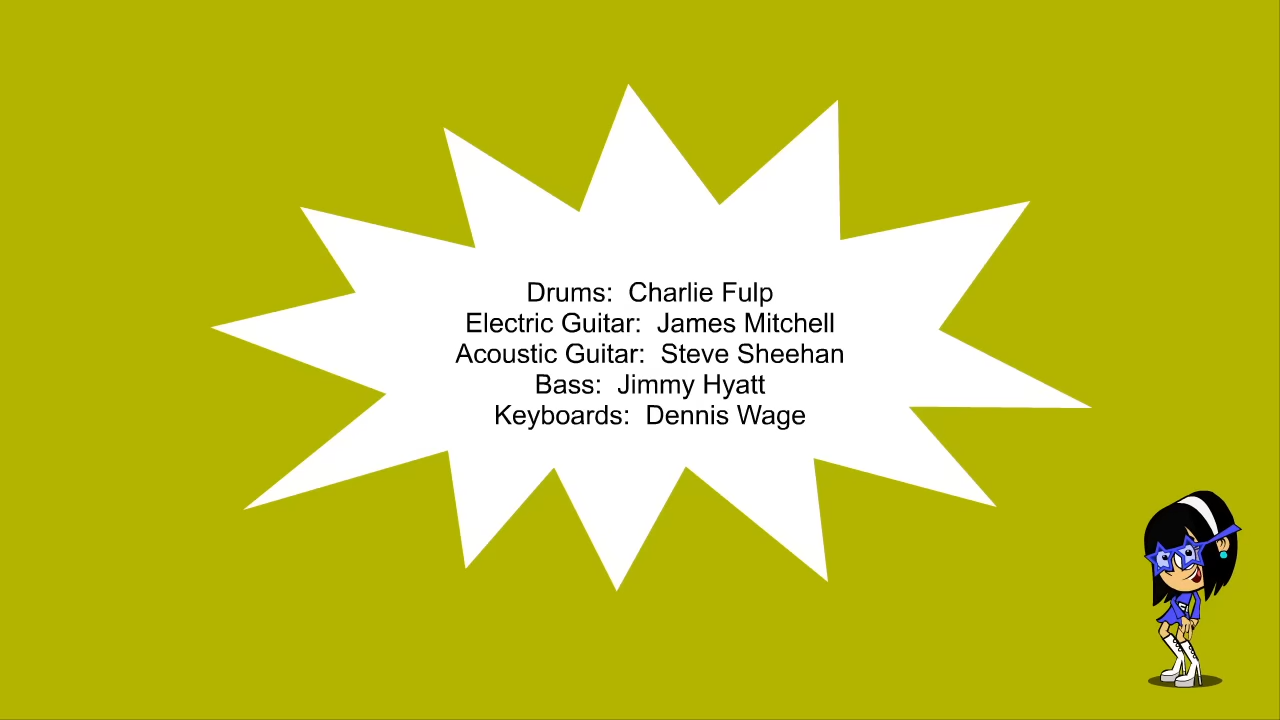 Drums:  Charlie Fulp
Electric Guitar:  James Mitchell
Acoustic Guitar:  Steve Sheehan
Bass:  Jimmy Hyatt
Keyboards:  Dennis Wage